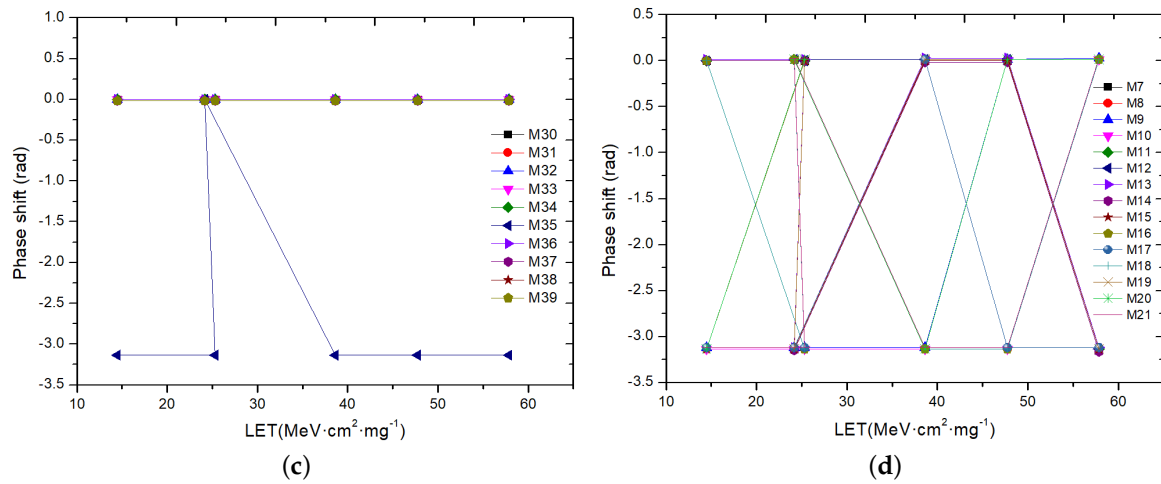 1.0
0.5
0.0
-0.5
-1.0
-1.5
-2.0
-2.5
-3.0
-3.5
Phase shift (rad)
10 20 30 40 50 60
LET(MeV·cm²·mg⁻¹)
M30
M31
M32
M33
M34
M35
M36
M37
M38
M39
(c)
0.5
0.0
-0.5
-1.0
-1.5
-2.0
-2.5
-3.0
-3.5
Phase shift (rad)
10 20 30 40 50 60
LET(MeV·cm²·mg⁻¹)
M7
M8
M9
M10
M11
M12
M13
M14
M15
M16
M17
M18
M19
M20
M21
(d)